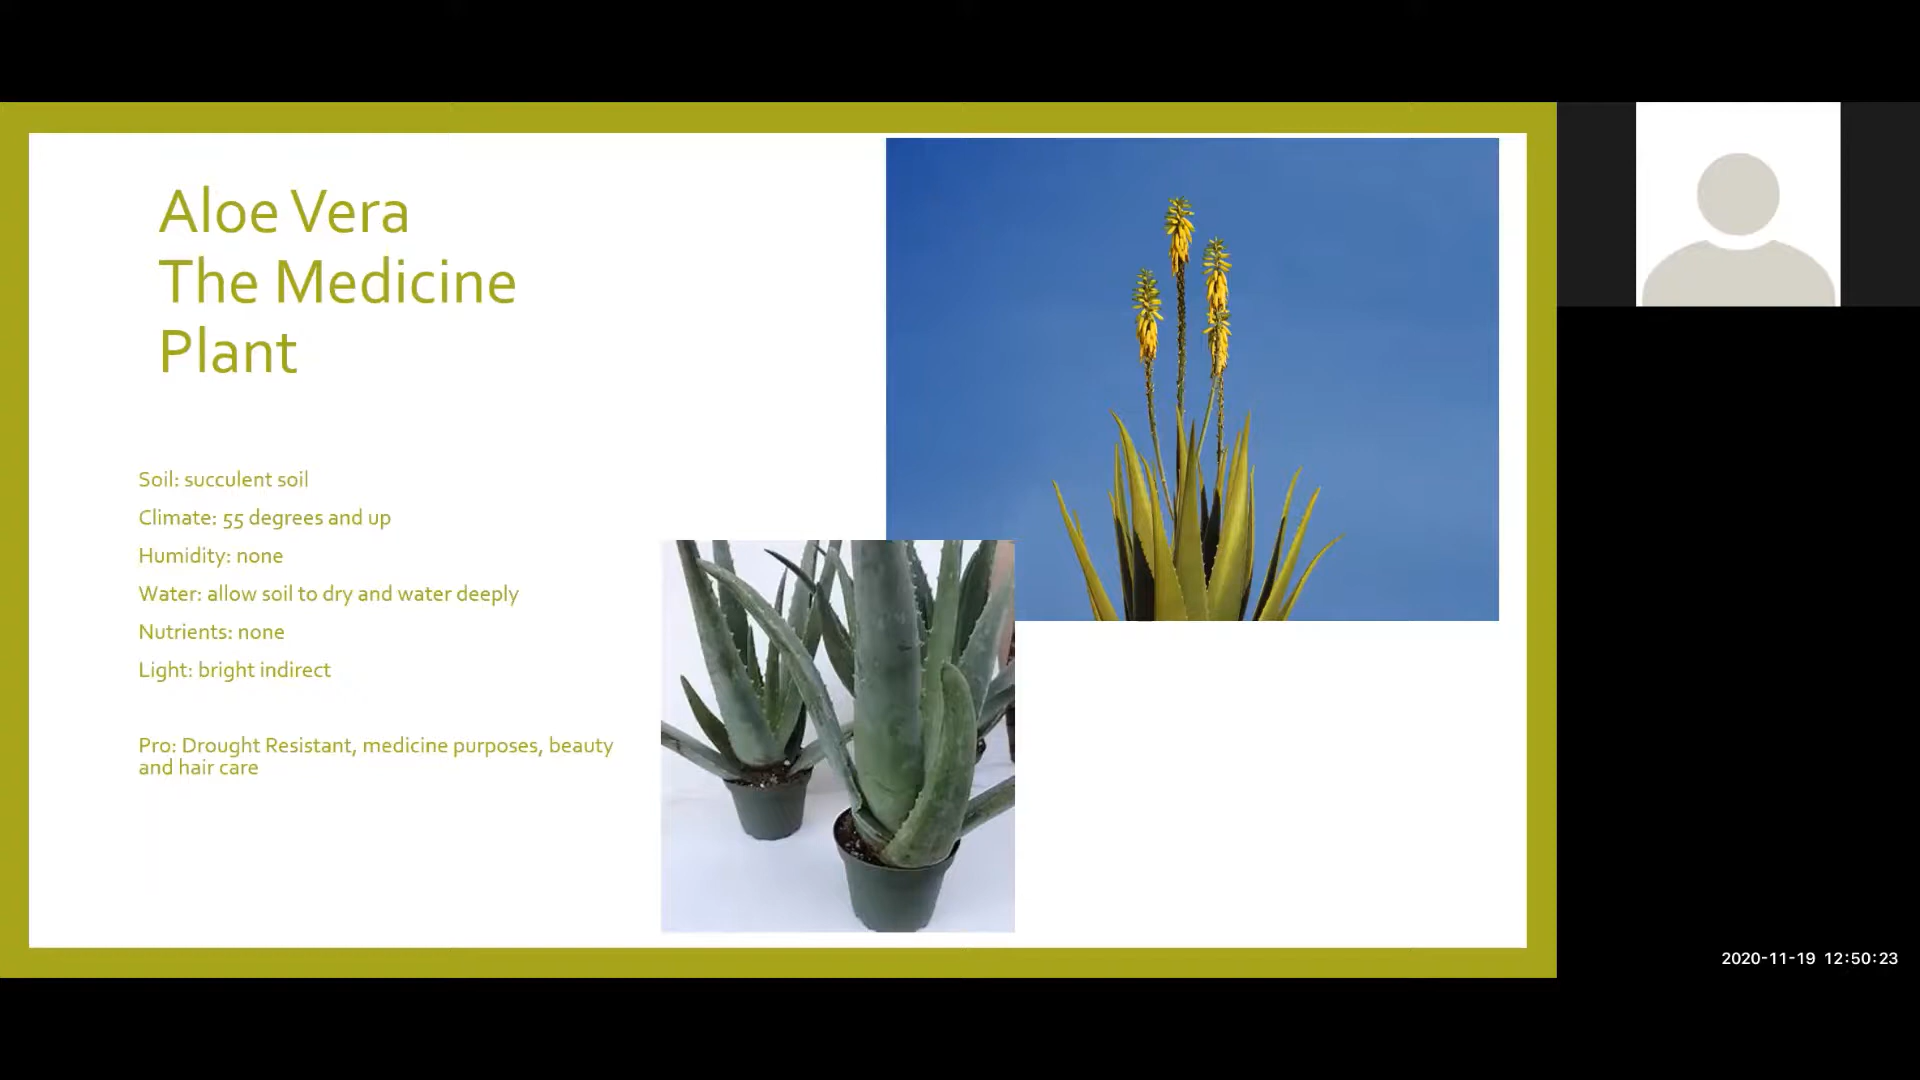 Aloe Vera
The Medicine
Plant
Soil: succulent soil
Climate: 55 degrees and up
Humidity: none
Water: allow soil to dry and water deeply
Nutrients: none
Light: bright indirect
Pro: Drought Resistant, medicine purposes, beauty
and hair care
2020-11-19 12:50:23